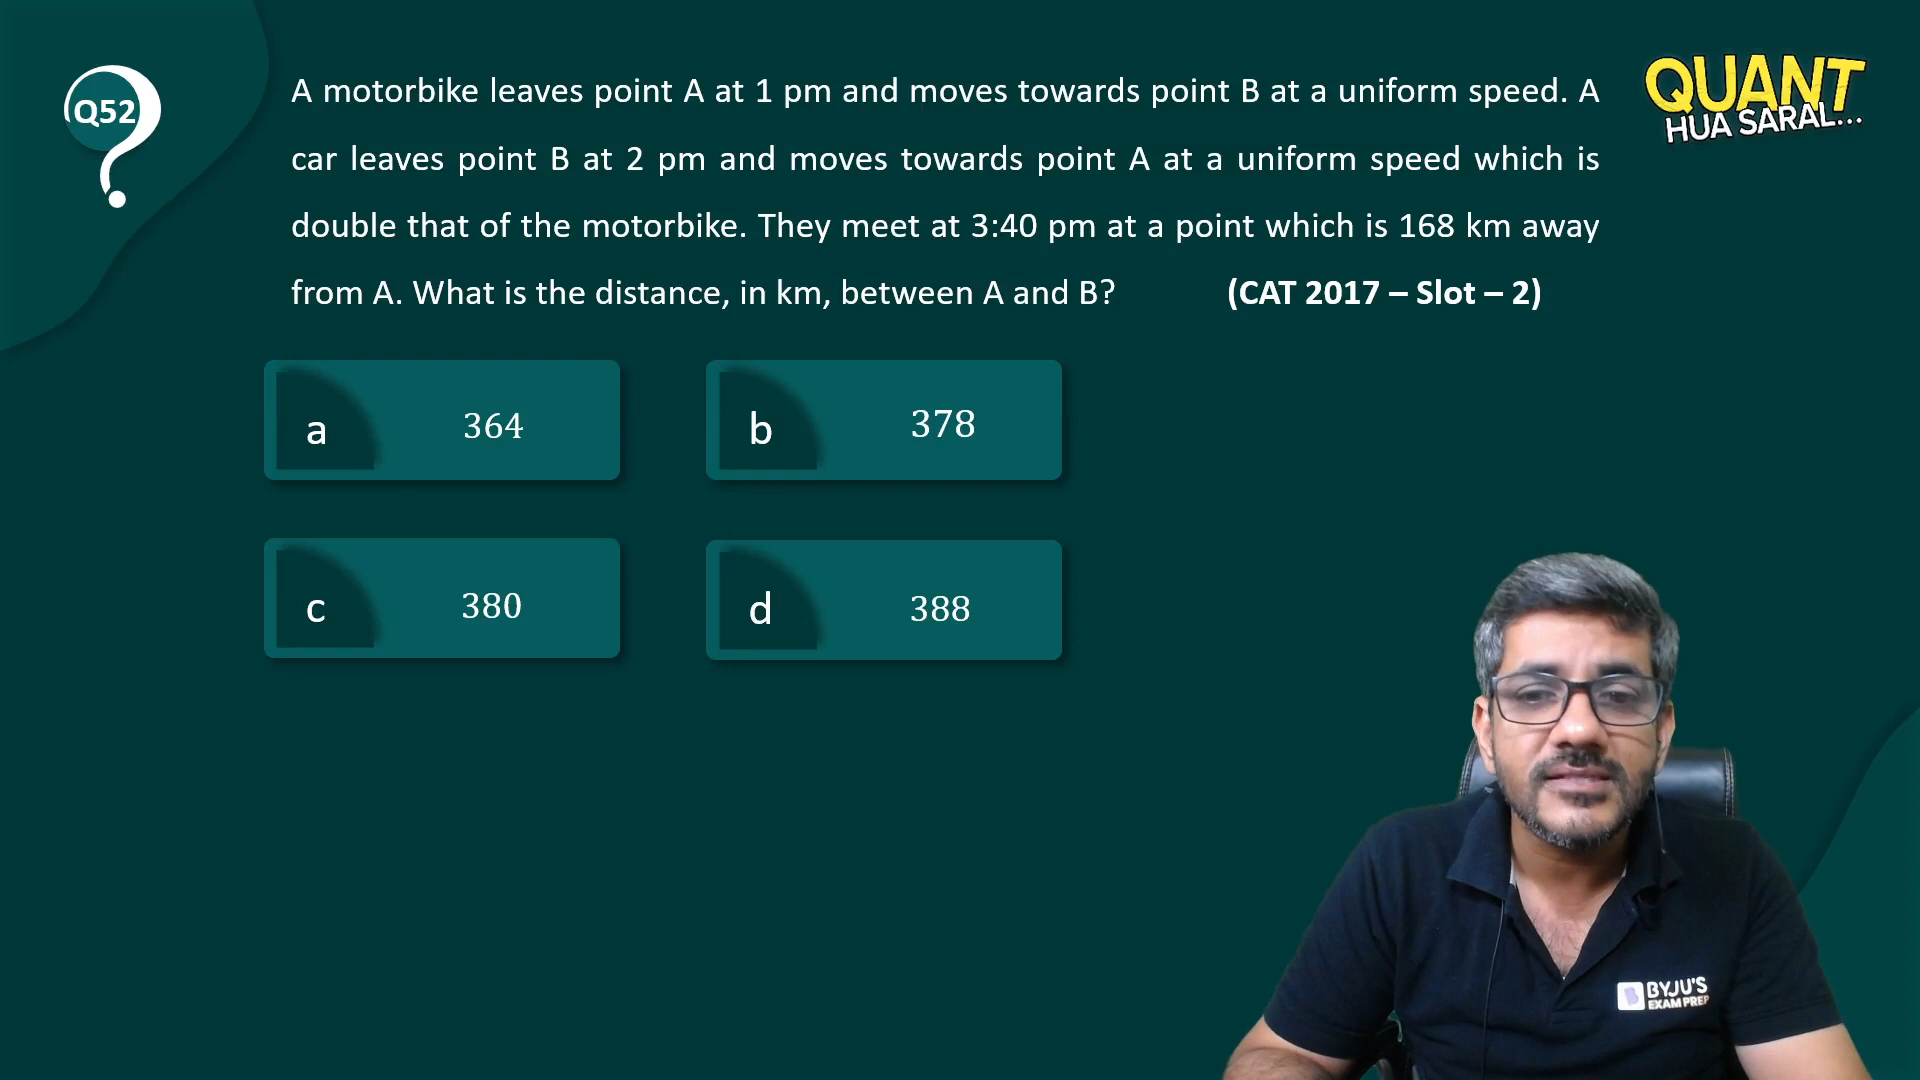 Q52
A motorbike leaves point A at 1 pm and moves towards point B at a uniform speed. A
car leaves point B at 2 pm and moves towards point A at a uniform speed which is
double that of the motorbike. They meet at 3:40 pm at a point which is 168 km away
from A. What is the distance, in km, between A and B? (CAT 2017 – Slot – 2)
QUANT
HUA SARAL...
a 364
b 378
c 380
d 388
B BYJU'S
EXAM PREP